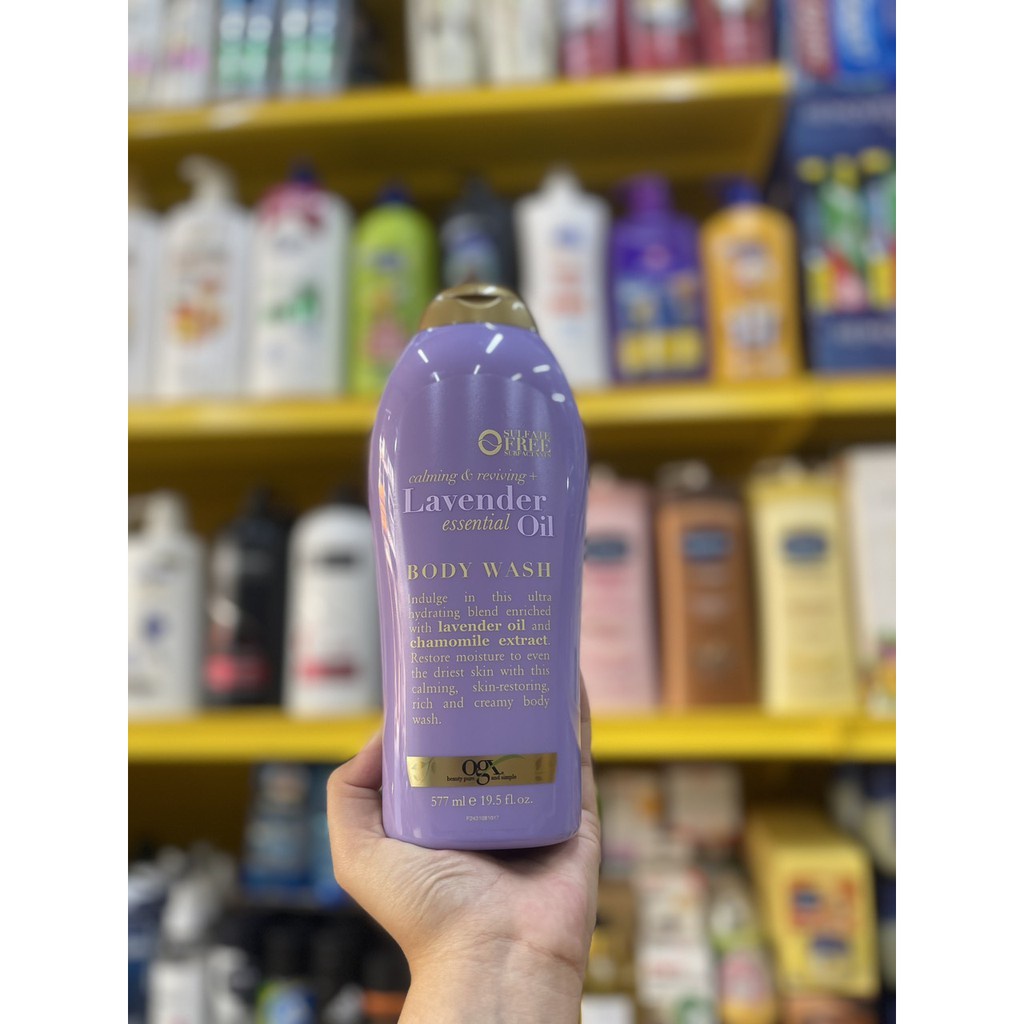 SULFATE
FREE
SURFACTANTS
calming & reviving +
Lavender
essential Oil
BODY WASH
Indulge in this ultra
hydrating blend enriched
with lavender oil and
chamomile extract.
Restore moisture to even
the driest skin with this
calming, skin-restoring,
rich and creamy body
wash.
ogx
beauty pure and simple
577 ml e 19.5 fl. oz.